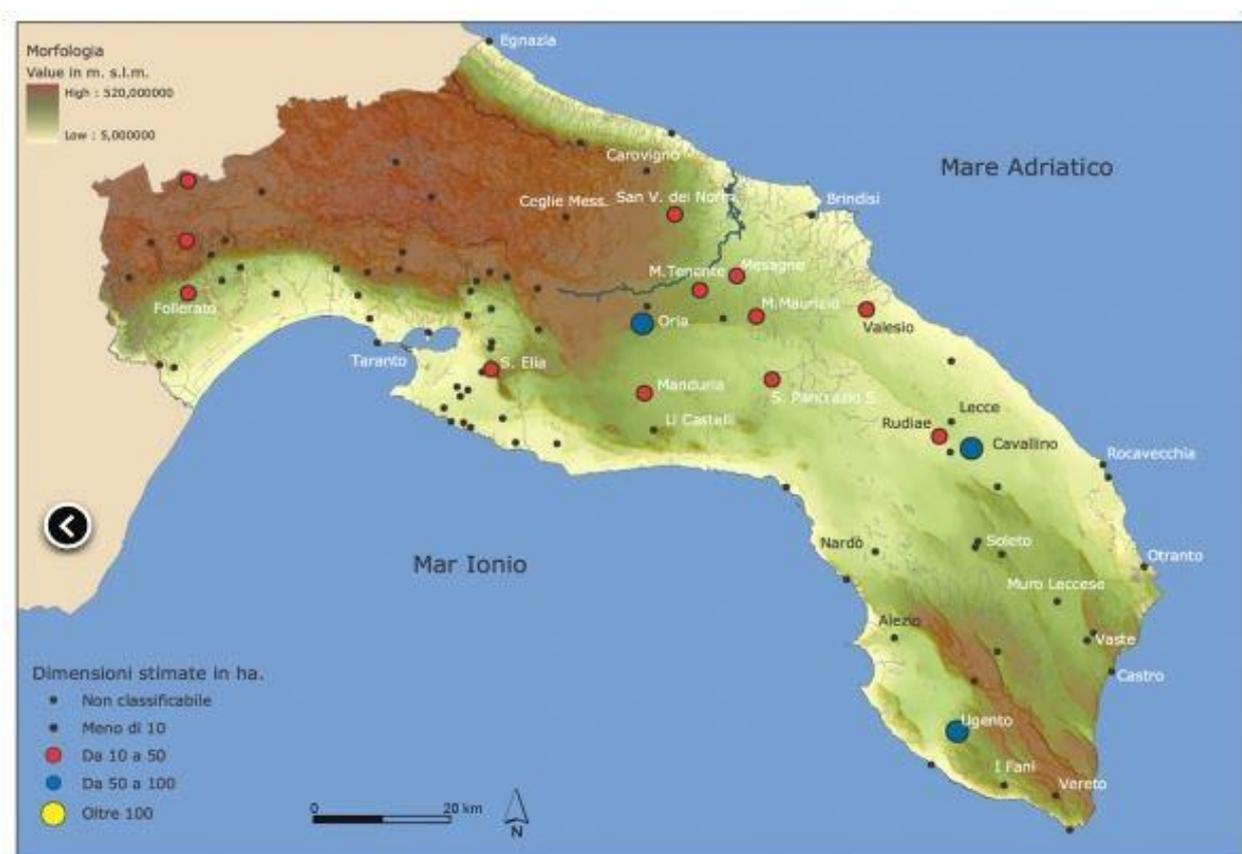 Morfologia
Value in m. s.l.m.
High : 520,000000
Low : 5,000000
Egnazia
Mare Adriatico
Carovigno
Ceglie Mess.
San V. dei Norm.
Brindisi
M.Tenente
Mesagne
Follerato
M.Maurizio
Oria
Valesio
Taranto
S. Elia
Manduria
S. Pancrazio S.
Li Castelli
Lecce
Rudiae
Cavallino
Rocavecchia
Nardò
Soleto
Otranto
Mar Ionio
Muro Leccese
Alezio
Vaste
Castro
Ugento
I Fani
Vereto
Dimensioni stimate in ha.
Non classificabile
Meno di 10
Da 10 a 50
Da 50 a 100
Oltre 100
0
20 km
N